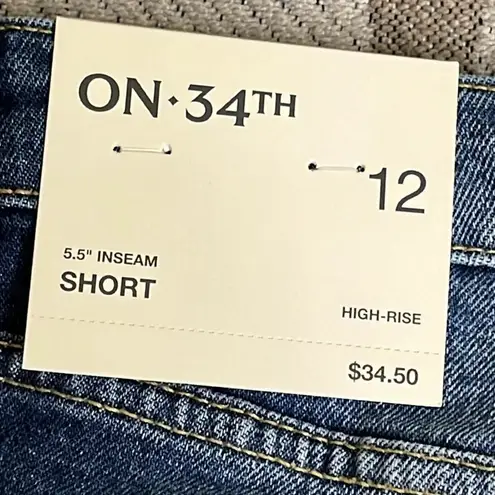 ON·34TH
12
5.5" INSEAM
SHORT
HIGH-RISE
$34.50